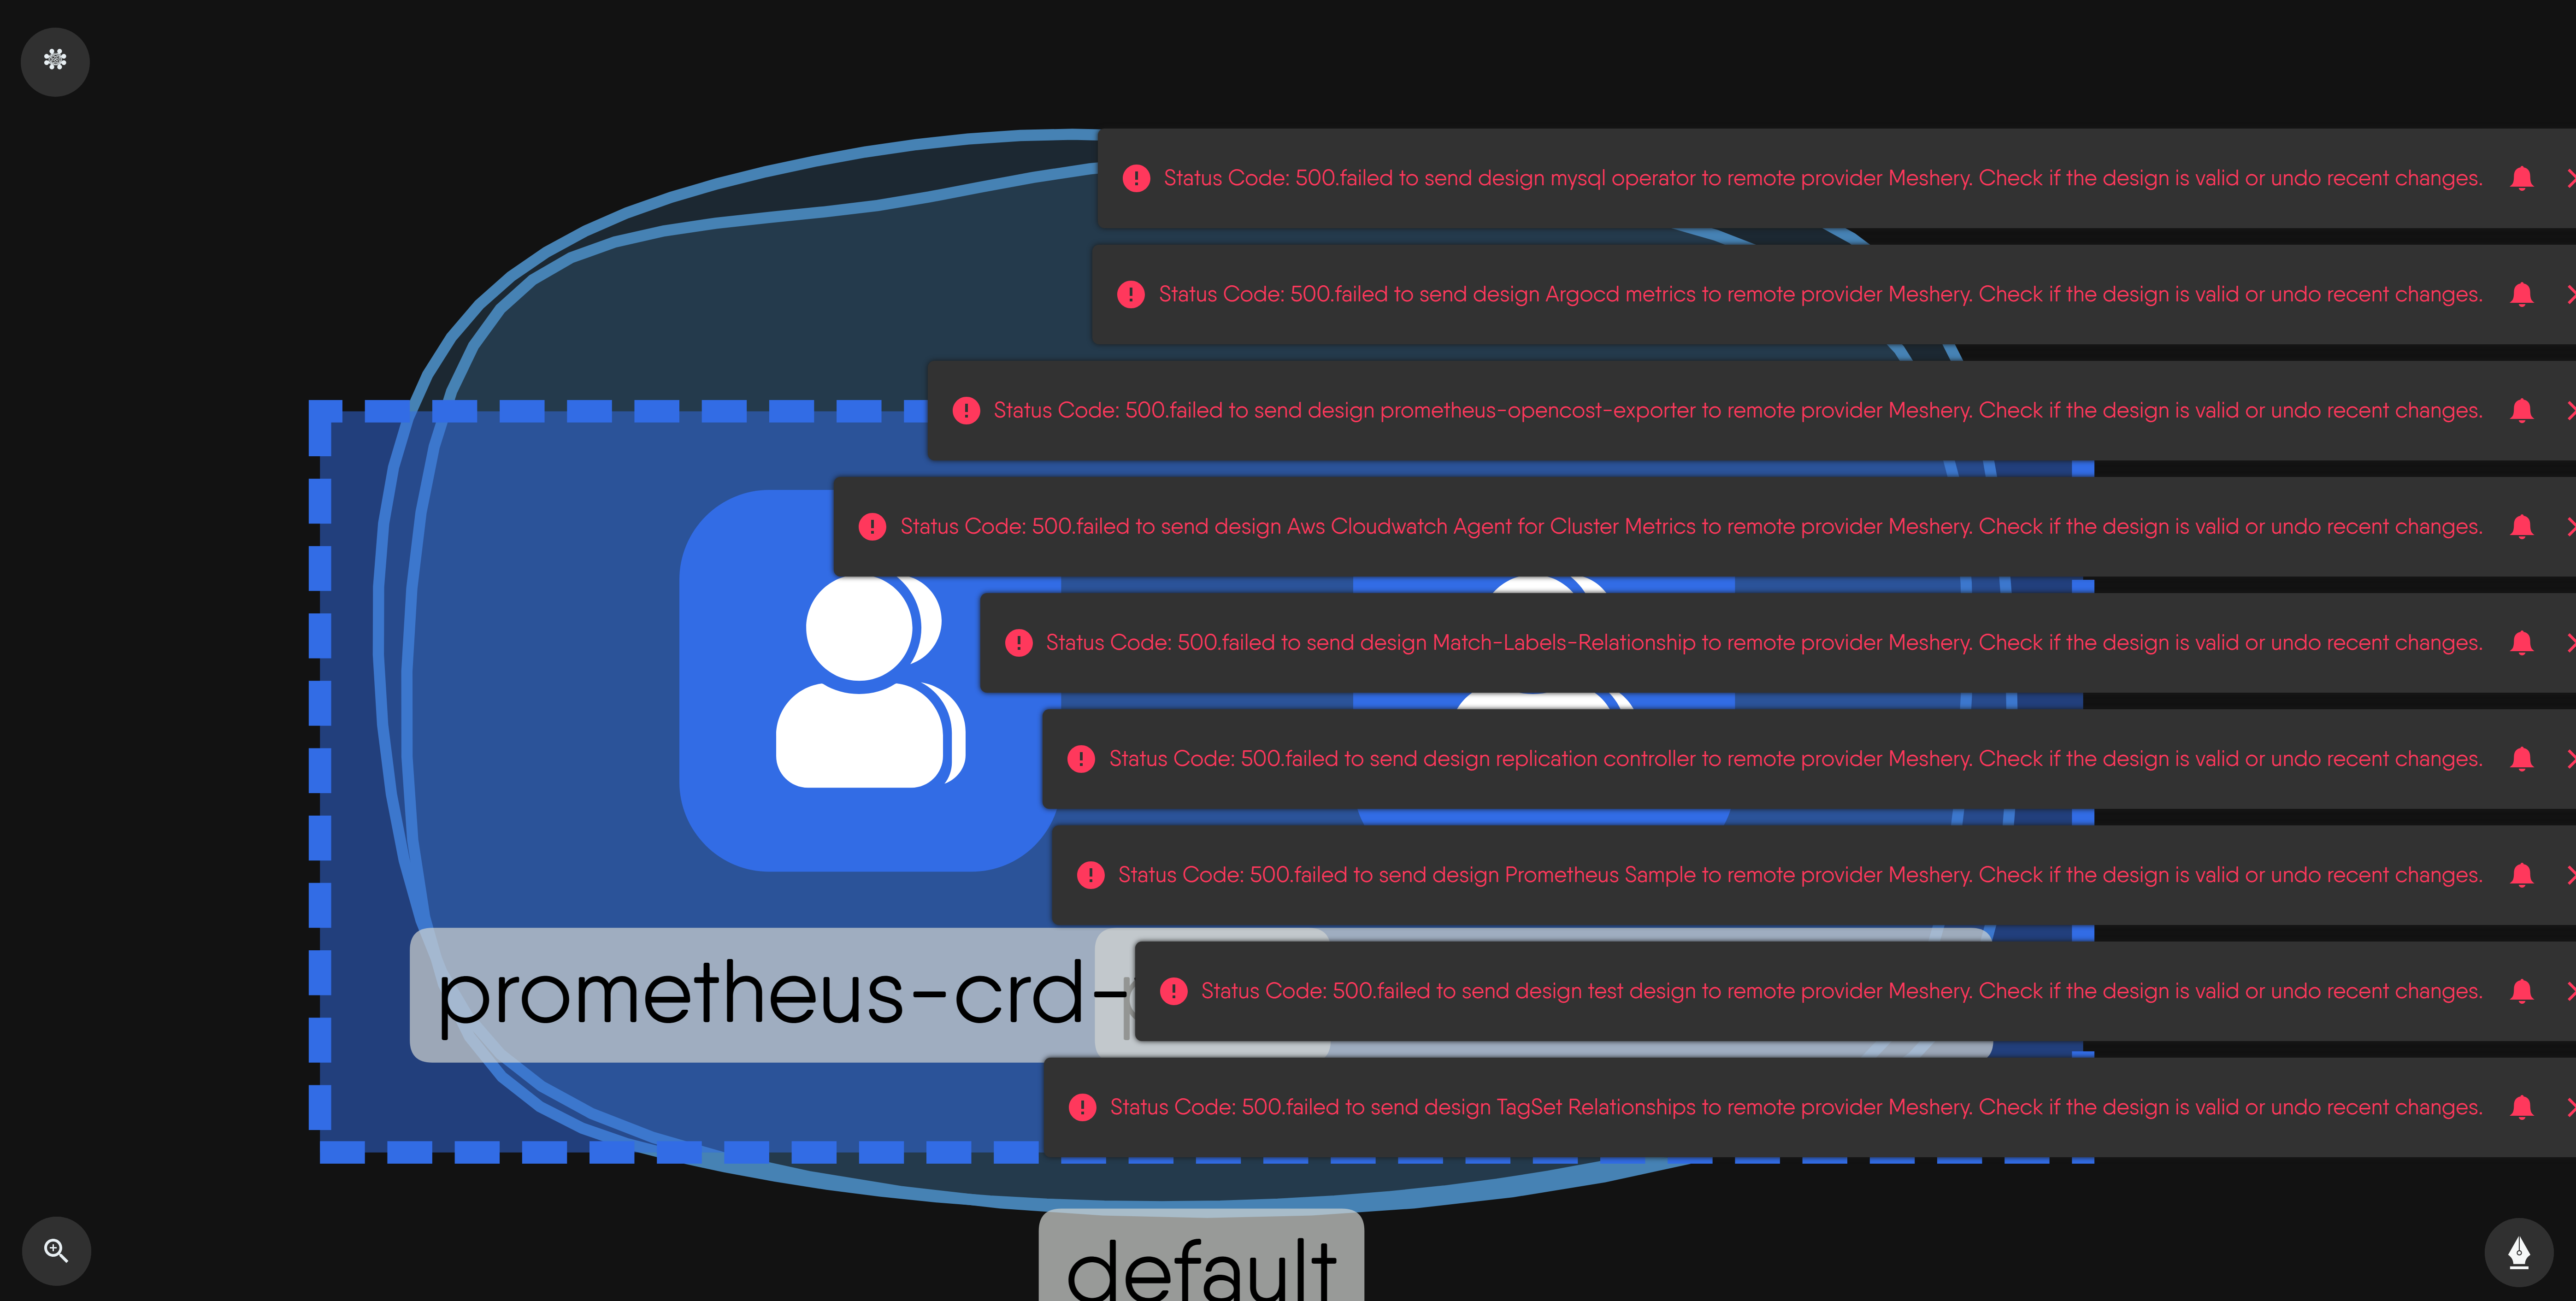 Status Code: 500.failed to send design mysql operator to remote provider Meshery. Check if the design is valid or undo recent changes.
Status Code: 500.failed to send design Argocd metrics to remote provider Meshery. Check if the design is valid or undo recent changes.
Status Code: 500.failed to send design prometheus-opencost-exporter to remote provider Meshery. Check if the design is valid or undo recent changes.
Status Code: 500.failed to send design Aws Cloudwatch Agent for Cluster Metrics to remote provider Meshery. Check if the design is valid or undo recent changes.
Status Code: 500.failed to send design Match-Labels-Relationship to remote provider Meshery. Check if the design is valid or undo recent changes.
Status Code: 500.failed to send design replication controller to remote provider Meshery. Check if the design is valid or undo recent changes.
Status Code: 500.failed to send design Prometheus Sample to remote provider Meshery. Check if the design is valid or undo recent changes.
prometheus-crd-
Status Code: 500.failed to send design test design to remote provider Meshery. Check if the design is valid or undo recent changes.
Status Code: 500.failed to send design TagSet Relationships to remote provider Meshery. Check if the design is valid or undo recent changes.
default